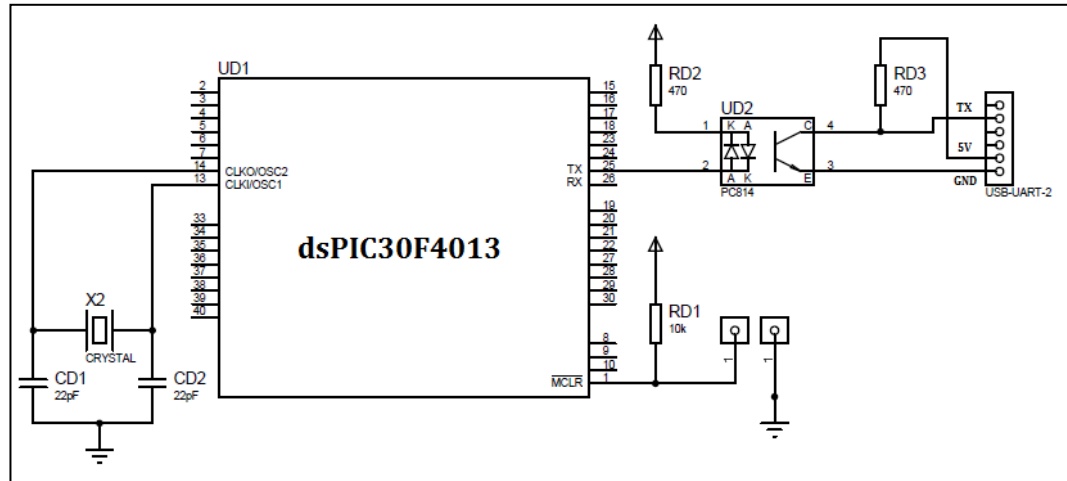 UD1
2
3
4
5
6
7
14 CLKO/OSC2
13 CLKI/OSC1
33
34
35
36
37
38
39
40
dsPIC30F4013
15
16
17
18
23
24
TX 25
RX 26
19
20
21
22
27
28
29
30
8
9
10
MCLR 1
X2
CRYSTAL
CD1
22pF
CD2
22pF
RD2
470
UD2
1 K A C 4
2 A K E 3
PC814
RD3
470
TX
5V
GND
USB-UART-2
RD1
10k
1
1